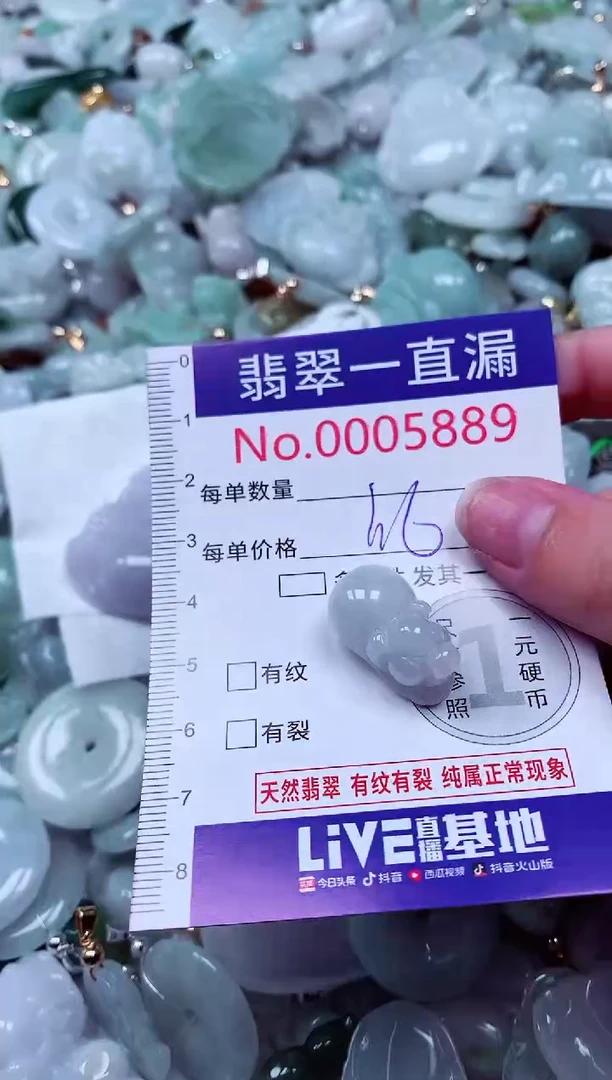 翡翠一直漏
No.0005889
每单数量
每单价格
发其
一元硬币
参照
1
有纹
有裂
天然翡翠 有纹有裂 纯属正常现象
LiVE直播基地
今日头条 抖音 西瓜视频 抖音火山版
0
1
2
3
4
5
6
7
8